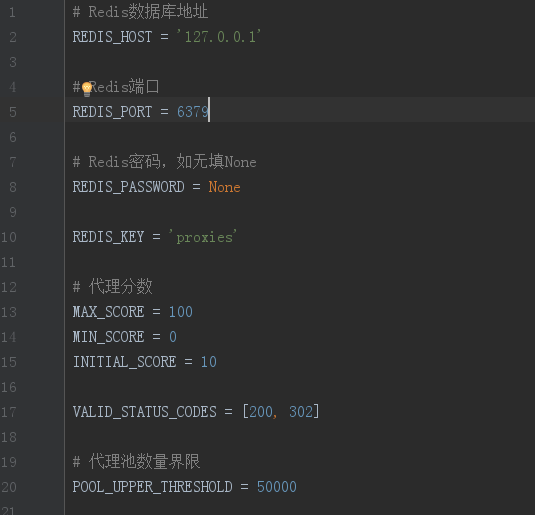 1 # Redis数据库地址
2 REDIS_HOST = '127.0.0.1'
3
4 # Redis端口
5 REDIS_PORT = 6379
6
7 # Redis密码，如无填None
8 REDIS_PASSWORD = None
9
10 REDIS_KEY = 'proxies'
11
12 # 代理分数
13 MAX_SCORE = 100
14 MIN_SCORE = 0
15 INITIAL_SCORE = 10
16
17 VALID_STATUS_CODES = [200, 302]
18
19 # 代理池数量界限
20 POOL_UPPER_THRESHOLD = 50000
21